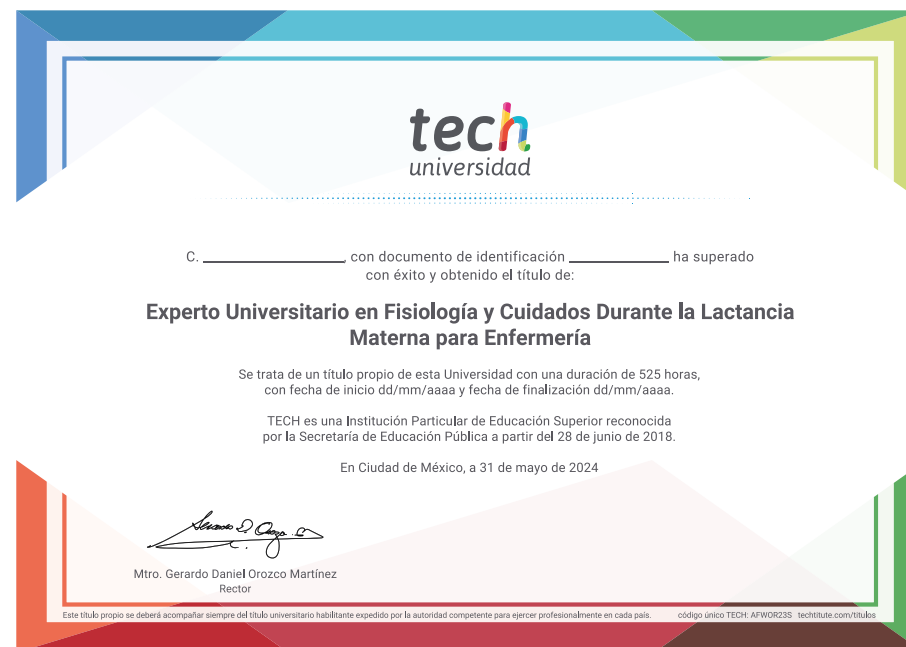 tech
universidad
C. ____________, con documento de identificación ____________ ha superado
con éxito y obtenido el título de:
Experto Universitario en Fisiología y Cuidados Durante la Lactancia
Materna para Enfermería
Se trata de un título propio de esta Universidad con una duración de 525 horas,
con fecha de inicio dd/mm/aaaa y fecha de finalización dd/mm/aaaa.
TECH es una Institución Particular de Educación Superior reconocida
por la Secretaría de Educación Pública a partir del 28 de junio de 2018.
En Ciudad de México, a 31 de mayo de 2024
Mtro. Gerardo Daniel Orozco Martínez
Rector
Este título propio se deberá acompañar siempre del título universitario habilitante expedido por la autoridad competente para ejercer profesionalmente en cada país. código único TECH: AFWOR23S techtitute.com/titulos